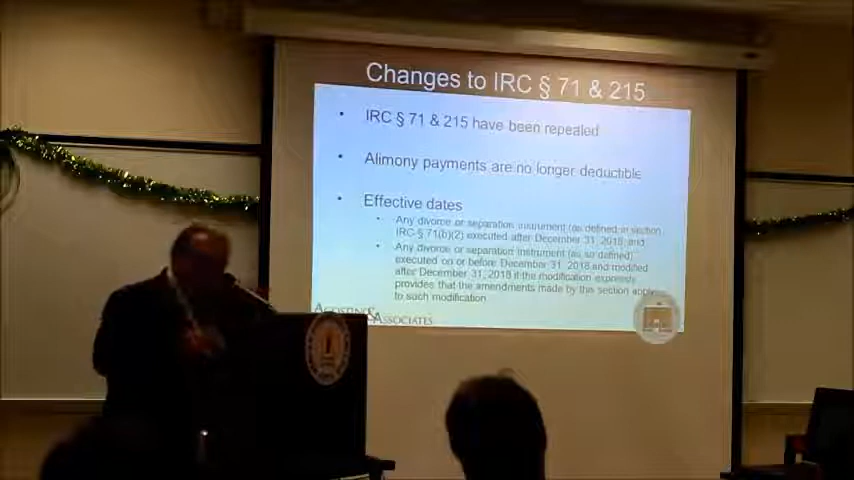 Changes to IRC § 71 & 215
• IRC § 71 & 215 have been repealed
• Alimony payments are no longer deductible
• Effective dates
• Any divorce or separation instrument (as defined in section
IRC § 71(b)(2) executed after December 31, 2018, and
• Any divorce or separation instrument (as so defined)
executed on or before December 31, 2018 and modified
after December 31, 2018 if the modification expressly
provides that the amendments made by this section apply
to such modification.
AGOSTINO &
ASSOCIATES